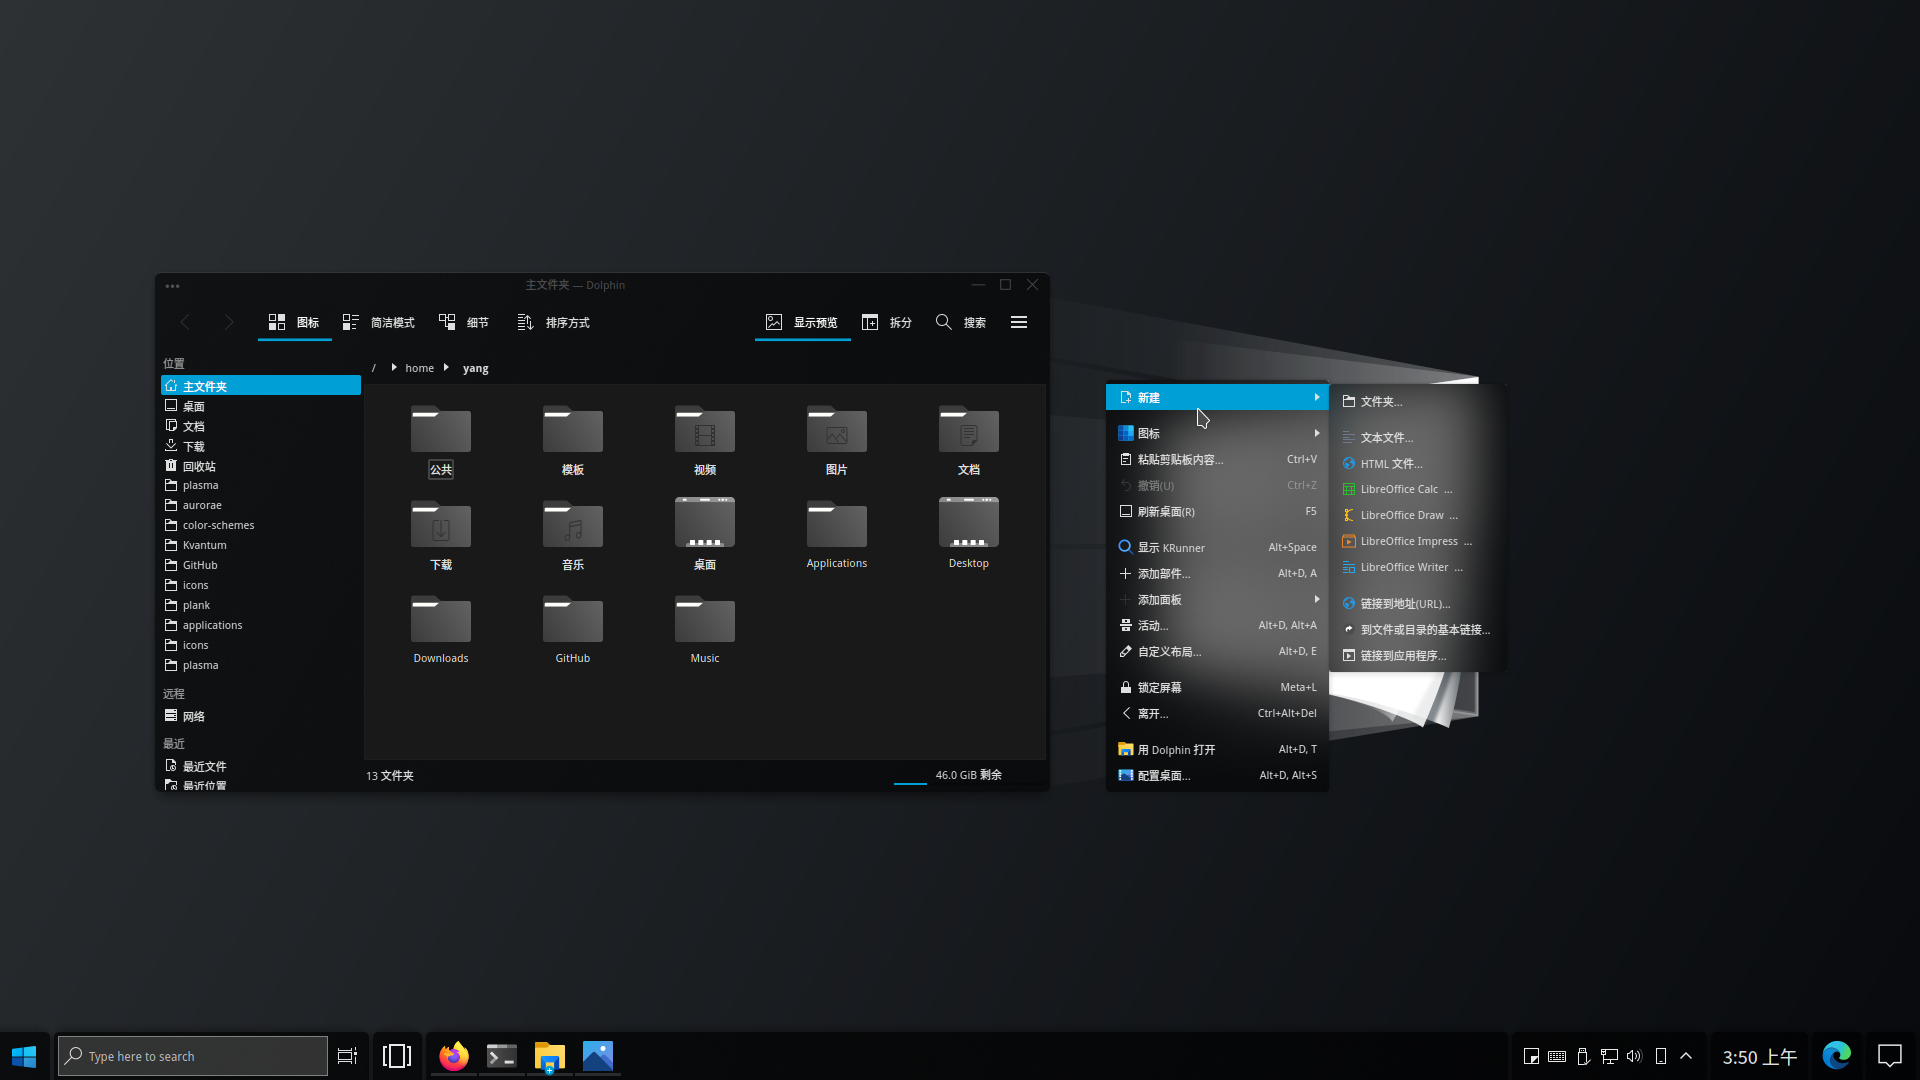 主文件夹 — Dolphin
图标
简洁模式
细节
排序方式
显示预览
拆分
搜索
位置
主文件夹
桌面
文档
下载
回收站
plasma
aurorae
color-schemes
Kvantum
GitHub
icons
plank
applications
icons
plasma
远程
网络
最近
最近文件
最近位置
/ home yang
公共
模板
视频
图片
文档
下载
音乐
桌面
Applications
Desktop
Downloads
GitHub
Music
13 文件夹
46.0 GiB 剩余
新建
图标
粘贴剪贴板内容... Ctrl+V
撤销(U) Ctrl+Z
刷新桌面(R) F5
显示 KRunner Alt+Space
添加部件... Alt+D, A
添加面板
活动... Alt+D, Alt+A
自定义布局... Alt+D, E
锁定屏幕 Meta+L
离开... Ctrl+Alt+Del
用 Dolphin 打开 Alt+D, T
配置桌面... Alt+D, Alt+S
文件夹...
文本文件...
HTML 文件...
LibreOffice Calc ...
LibreOffice Draw ...
LibreOffice Impress ...
LibreOffice Writer ...
链接到地址(URL)...
到文件或目录的基本链接...
链接到应用程序...
Type here to search
3:50 上午